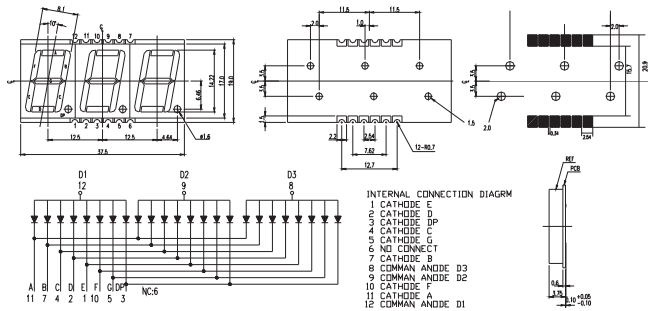 8.1
10°
℄
12 11 10 9 8 7
A
DP
1 2 3 4 5 6
6.46
14.22
17.0
19.0
12.5
12.5
4.64
ø1.6
37.5
11.5
11.5
2.0
1.0
℄
3.5
3.5
1.5
2.2
2.54
7.62
12.7
12-R0.7
1.5
2.0
℄
3.5
3.5
2.0
0.34
2.64
16.7
20.9
D1
12
D2
9
D3
8
A B C D E F G DP
11 7 4 2 1 10 5 3
NC:6
INTERNAL CONNECTION DIAGRM
1 CATHODE E
2 CATHODE D
3 CATHODE DP
4 CATHODE C
5 CATHODE G
6 NO CONNECT
7 CATHODE B
8 COMMAN ANODE D3
9 COMMAN ANODE D2
10 CATHODE F
11 CATHODE A
12 COMMAN ANODE D1
REF
PCB
0.6
3.75
0.10 +0.05
-0.10